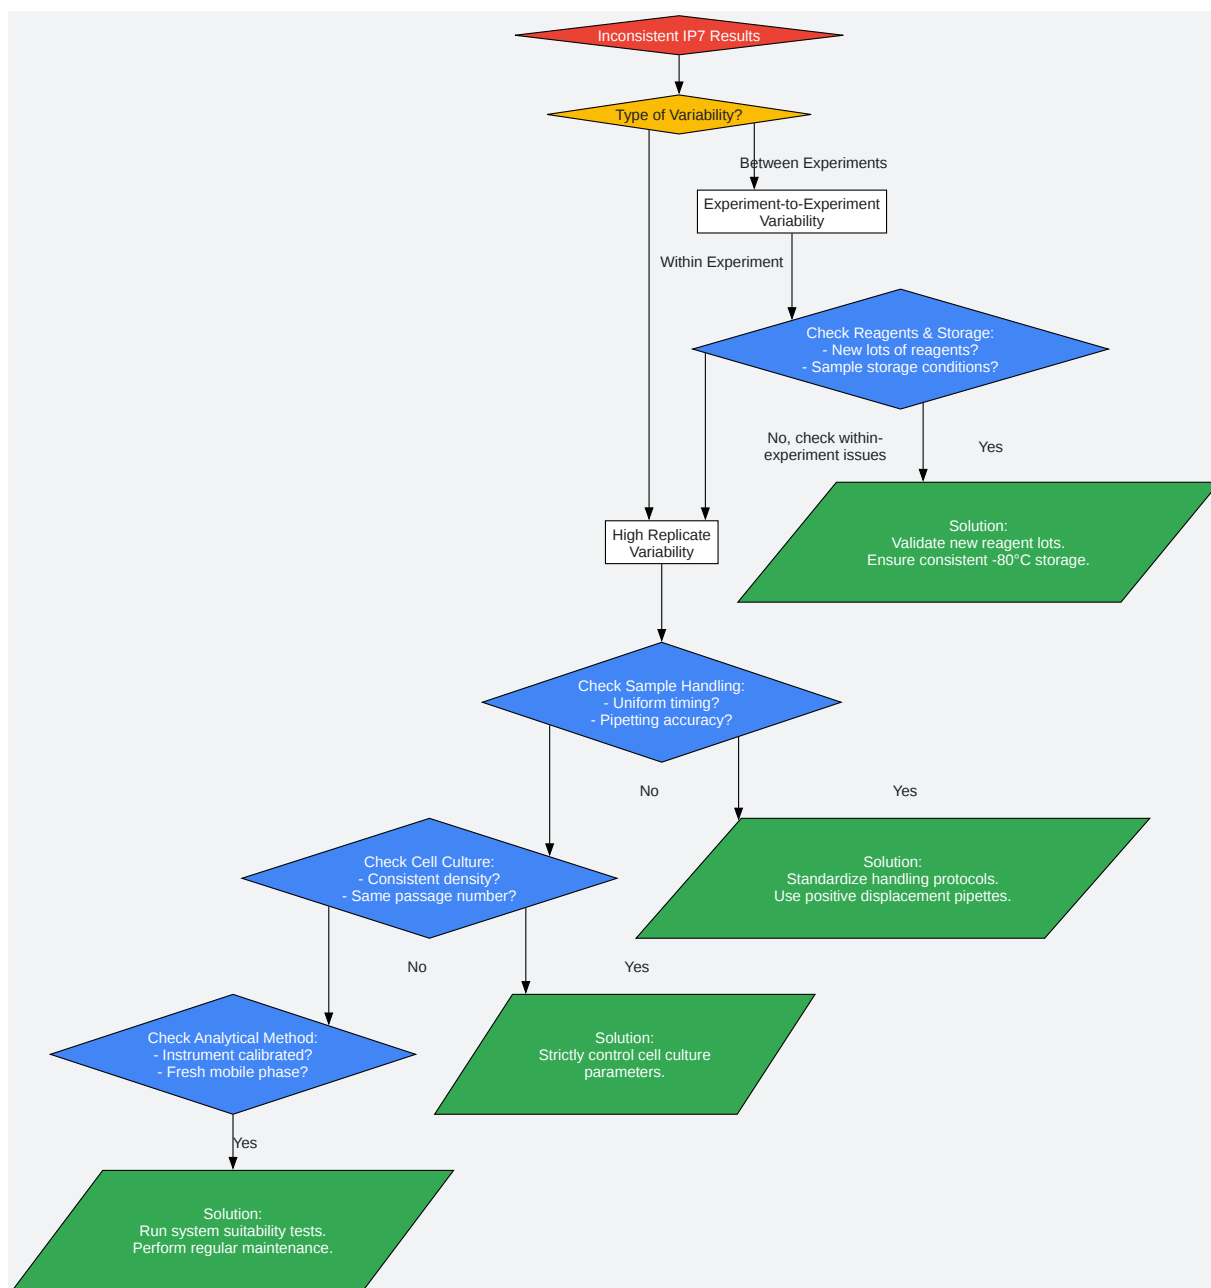 Inconsistent IP7 Results
Type of Variability?
Between Experiments
Experiment-to-Experiment
Variability
Within Experiment
Check Reagents & Storage:
- New lots of reagents?
- Sample storage conditions?
No, check within-
experiment issues
Yes
Solution:
Validate new reagent lots.
Ensure consistent -80°C storage.
High Replicate
Variability
Check Sample Handling:
- Uniform timing?
- Pipetting accuracy?
No
Yes
Check Cell Culture:
- Consistent density?
- Same passage number?
Solution:
Standardize handling protocols.
Use positive displacement pipettes.
No
Yes
Check Analytical Method:
- Instrument calibrated?
- Fresh mobile phase?
Solution:
Strictly control cell culture
parameters.
Yes
Solution:
Run system suitability tests.
Perform regular maintenance.